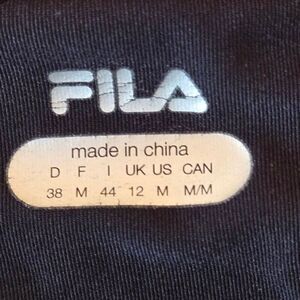 FILA
made in china
D F I UK US CAN
38 M 44 12 M M/M